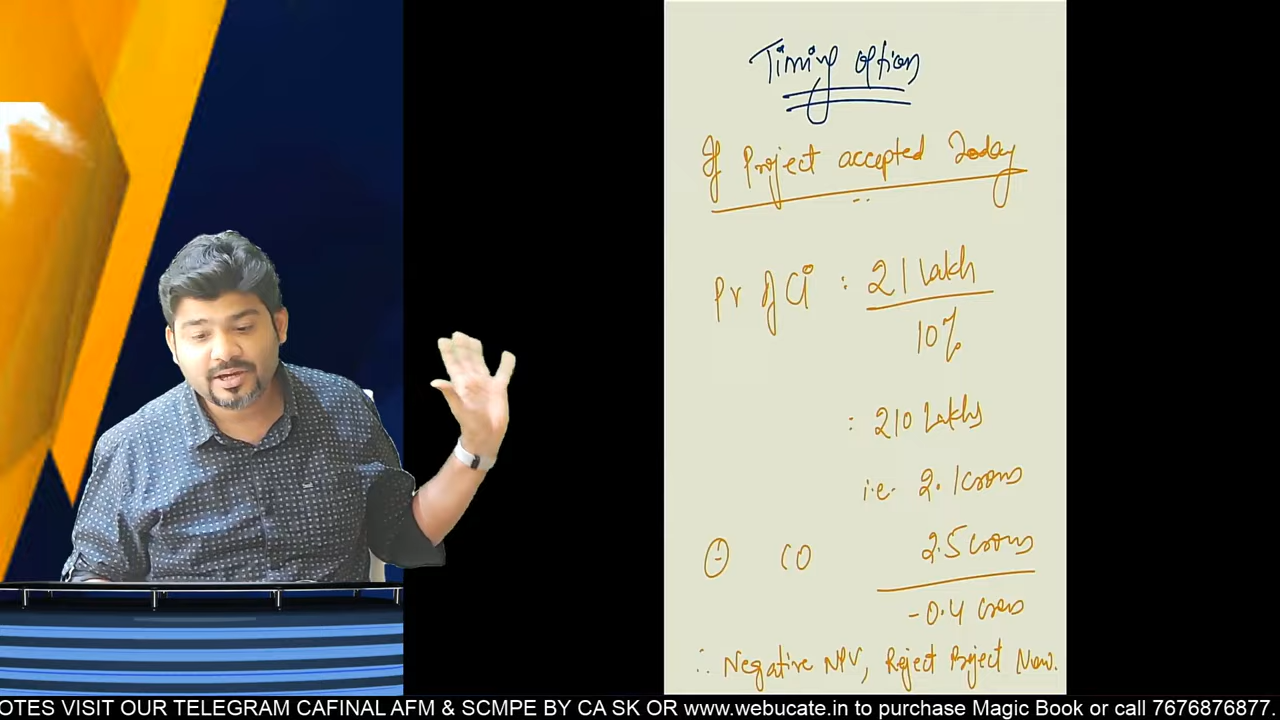 Timing option
If Project accepted Today
Pv of CI : 21 lakh
10%
: 210 Lakhs
i.e. 2.1 crores
⊖ CO 2.5 crores
-0.4 crores
∴ Negative NPV, Reject Project Now.
OTES VISIT OUR TELEGRAM CAFINAL AFM & SCMPE BY CA SK OR www.webucate.in to purchase Magic Book or call 7676876877.